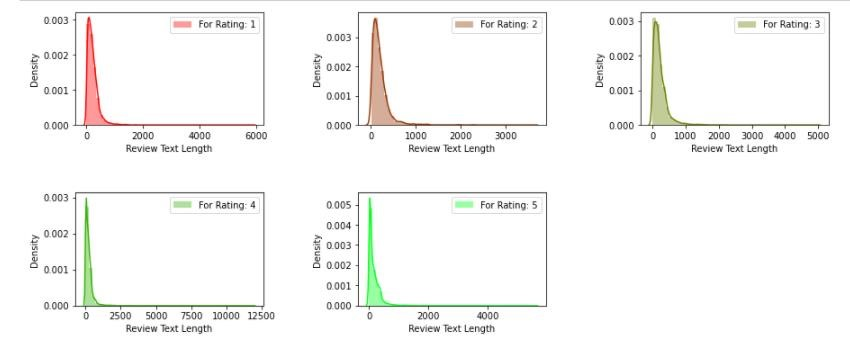 For Rating: 1
Density
0.003
0.002
0.001
0.000
0 2000 4000 6000
Review Text Length
For Rating: 2
Density
0.003
0.002
0.001
0.000
0 1000 2000 3000
Review Text Length
For Rating: 3
Density
0.003
0.002
0.001
0.000
0 1000 2000 3000 4000 5000
Review Text Length
For Rating: 4
Density
0.003
0.002
0.001
0.000
0 2500 5000 7500 10000 12500
Review Text Length
For Rating: 5
Density
0.005
0.004
0.003
0.002
0.001
0.000
0 2000 4000
Review Text Length